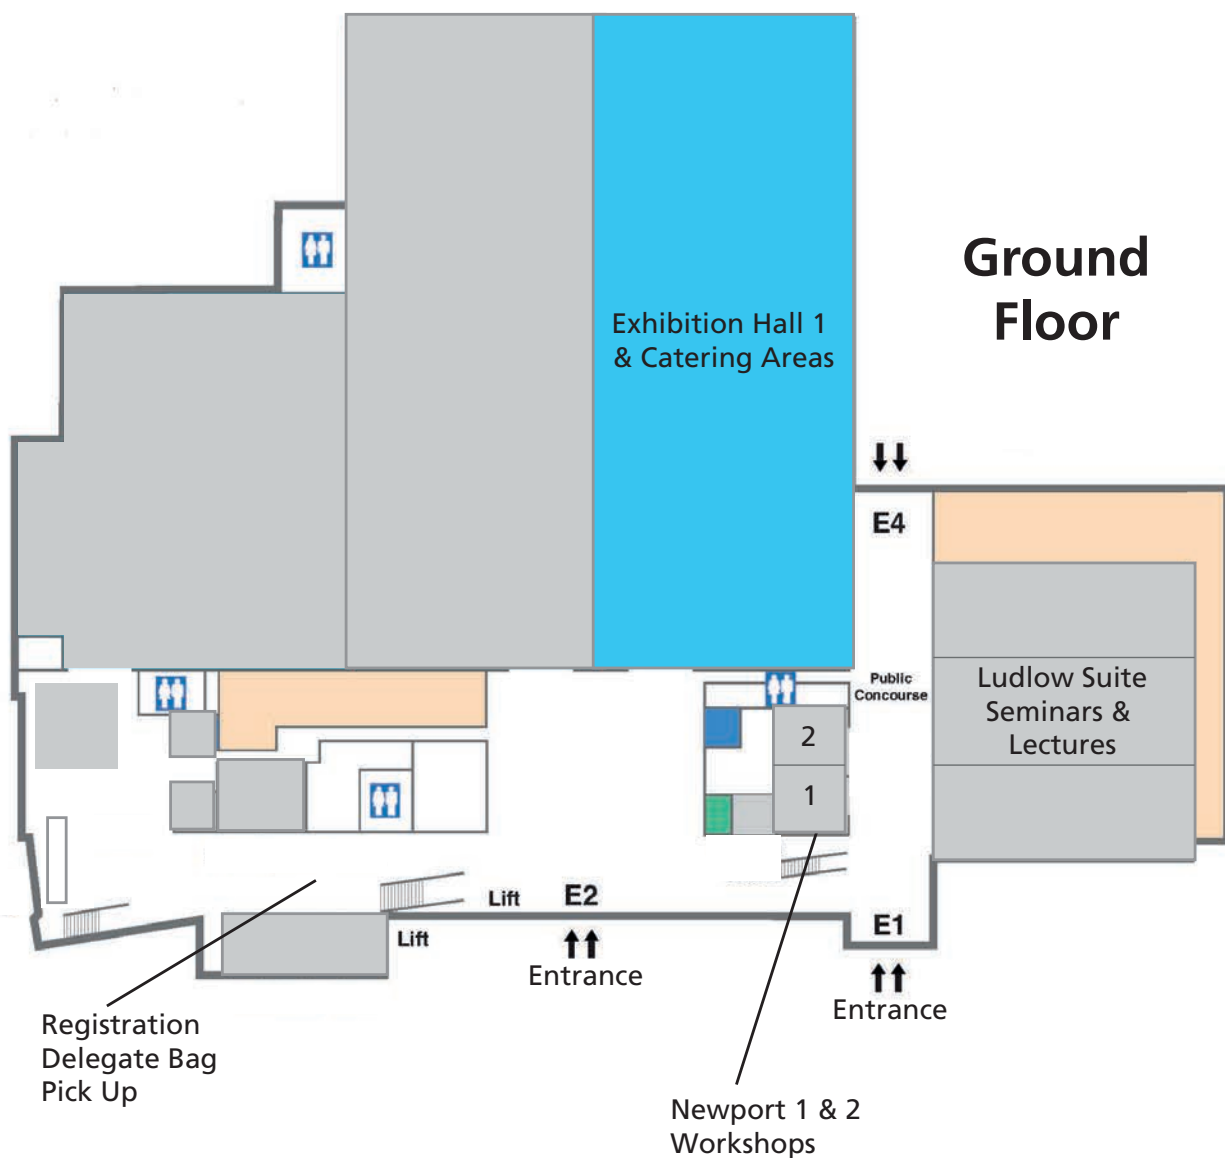 Ground
Floor
Exhibition Hall 1
& Catering Areas
E4
Public
Concourse
Ludlow Suite
Seminars &
Lectures
2
1
Lift
E2
E1
Lift
Entrance
Entrance
Registration
Delegate Bag
Pick Up
Newport 1 & 2
Workshops